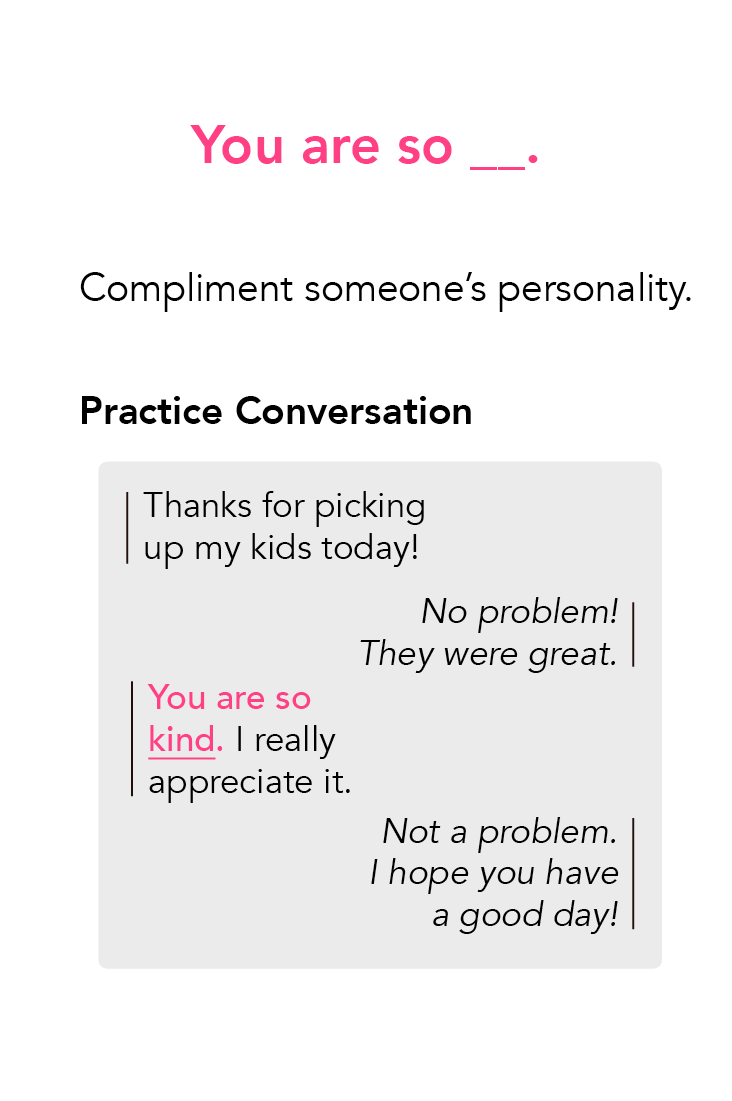 You are so __.
Compliment someone’s personality.
Practice Conversation
Thanks for picking
up my kids today!
No problem!
They were great.
You are so
kind. I really
appreciate it.
Not a problem.
I hope you have
a good day!